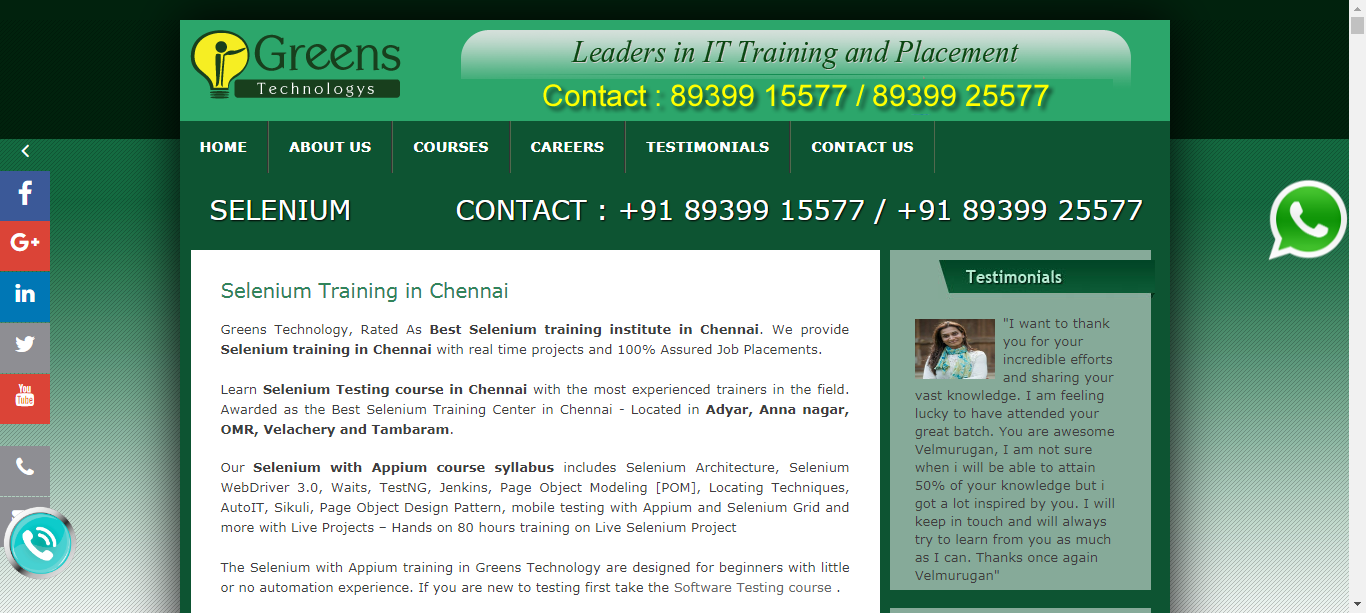 Greens
Technologys
Leaders in IT Training and Placement
Contact : 89399 15577 / 89399 25577
HOME
ABOUT US
COURSES
CAREERS
TESTIMONIALS
CONTACT US
SELENIUM
CONTACT : +91 89399 15577 / +91 89399 25577
f
G+
in
You
Tube
Selenium Training in Chennai
Greens Technology, Rated As Best Selenium training institute in Chennai. We provide
Selenium training in Chennai with real time projects and 100% Assured Job Placements.
Learn Selenium Testing course in Chennai with the most experienced trainers in the field.
Awarded as the Best Selenium Training Center in Chennai - Located in Adyar, Anna nagar,
OMR, Velachery and Tambaram.
Our Selenium with Appium course syllabus includes Selenium Architecture, Selenium
WebDriver 3.0, Waits, TestNG, Jenkins, Page Object Modeling [POM], Locating Techniques,
AutoIT, Sikuli, Page Object Design Pattern, mobile testing with Appium and Selenium Grid and
more with Live Projects – Hands on 80 hours training on Live Selenium Project
The Selenium with Appium training in Greens Technology are designed for beginners with little
or no automation experience. If you are new to testing first take the Software Testing course .
Testimonials
"I want to thank
you for your
incredible efforts
and sharing your
vast knowledge. I am feeling
lucky to have attended your
great batch. You are awesome
Velmurugan, I am not sure
when i will be able to attain
50% of your knowledge but i
got a lot inspired by you. I will
keep in touch and will always
try to learn from you as much
as I can. Thanks once again
Velmurugan"